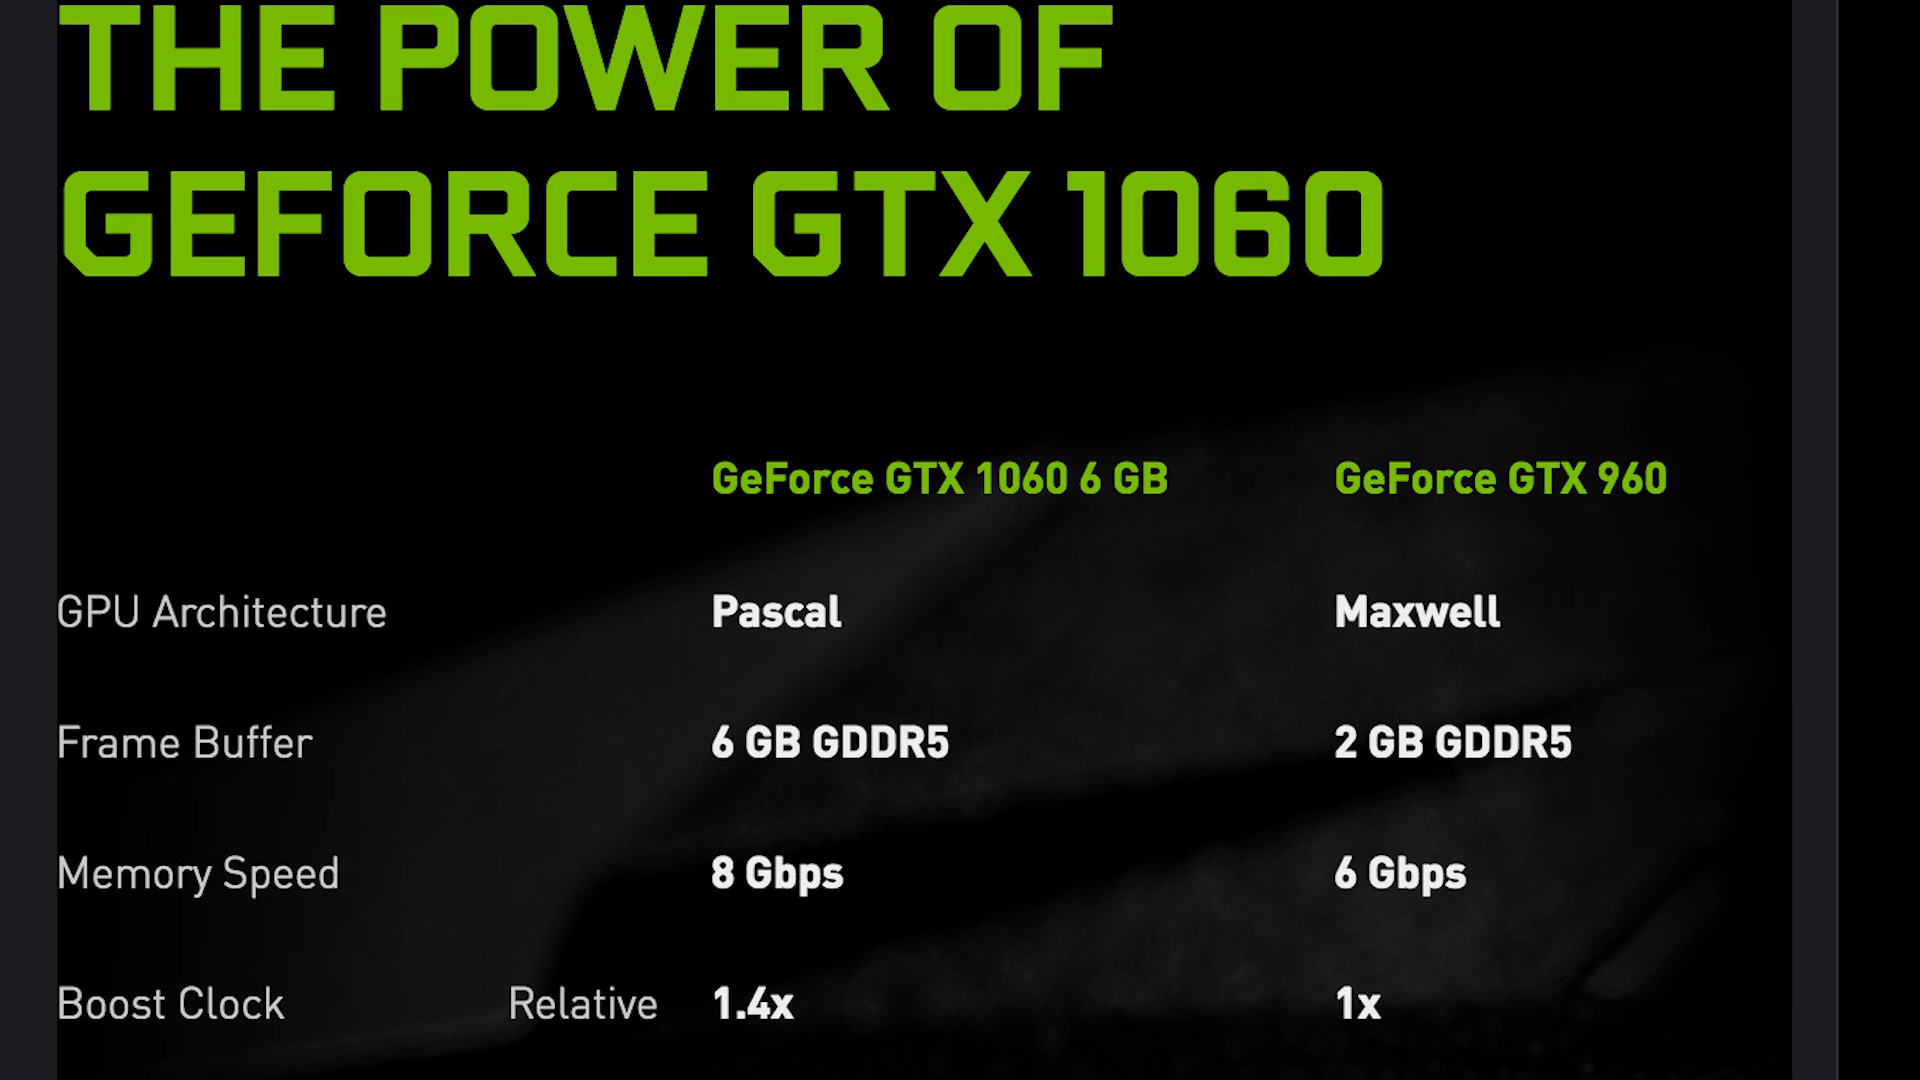 THE POWER OF
GEFORCE GTX 1060
GeForce GTX 1060 6 GB GeForce GTX 960
GPU Architecture Pascal Maxwell
Frame Buffer 6 GB GDDR5 2 GB GDDR5
Memory Speed 8 Gbps 6 Gbps
Boost Clock Relative 1.4x 1x